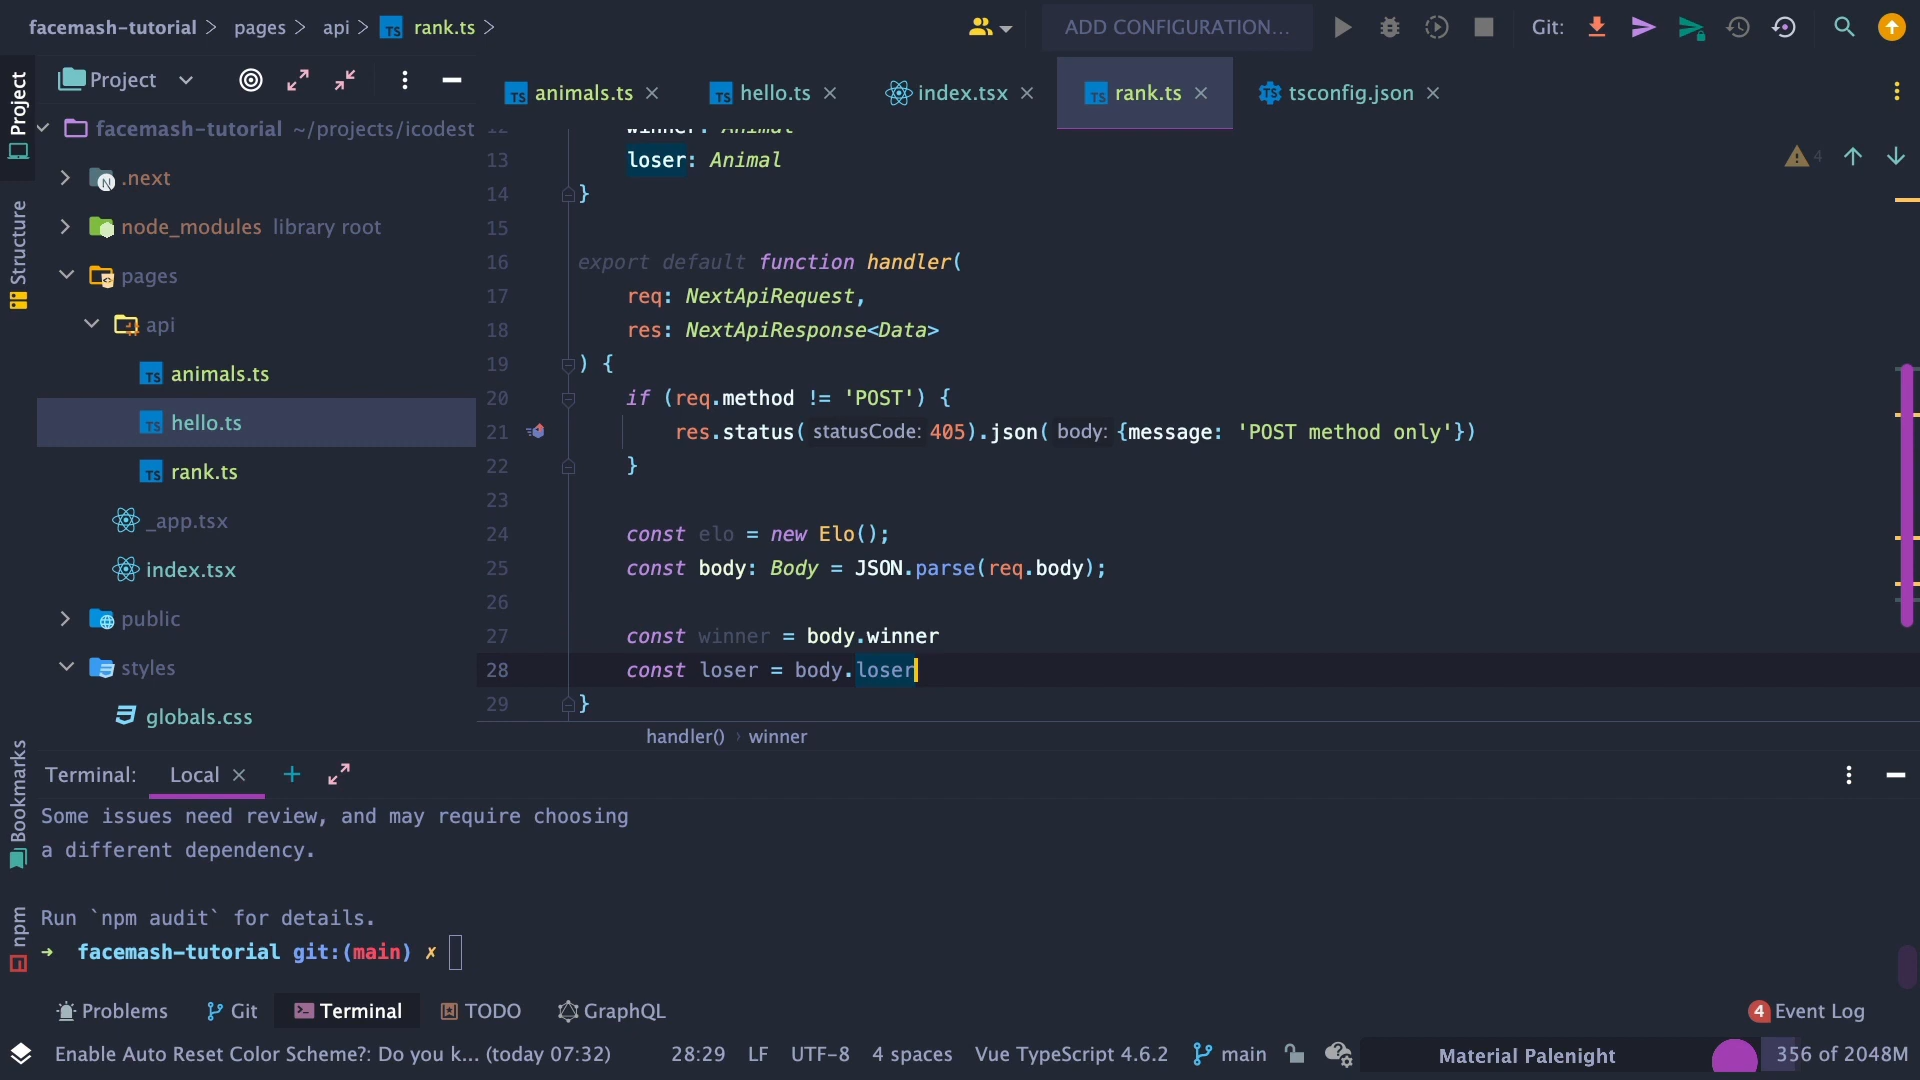 facemash-tutorial > pages > api > TS rank.ts >
ADD CONFIGURATION...
Git:
Project
animals.ts
hello.ts
index.tsx
rank.ts
tsconfig.json
Project
Structure
Bookmarks
npm
facemash-tutorial ~/projects/icodest
.next
node_modules library root
pages
api
animals.ts
hello.ts
rank.ts
_app.tsx
index.tsx
public
styles
globals.css
4
12 winner: Animal
13 loser: Animal
14 }
15
16 export default function handler(
17 req: NextApiRequest,
18 res: NextApiResponse<Data>
19 ) {
20 if (req.method != 'POST') {
21 res.status( statusCode: 405).json( body: {message: 'POST method only'})
22 }
23
24 const elo = new Elo();
25 const body: Body = JSON.parse(req.body);
26
27 const winner = body.winner
28 const loser = body.loser
29 }
handler() › winner
Terminal: Local
Some issues need review, and may require choosing
a different dependency.
Run `npm audit` for details.
➜ facemash-tutorial git:(main) ✗
Problems Git Terminal TODO GraphQL
4 Event Log
Enable Auto Reset Color Scheme?: Do you k... (today 07:32)
28:29 LF UTF-8 4 spaces Vue TypeScript 4.6.2 main
Material Palenight
356 of 2048M